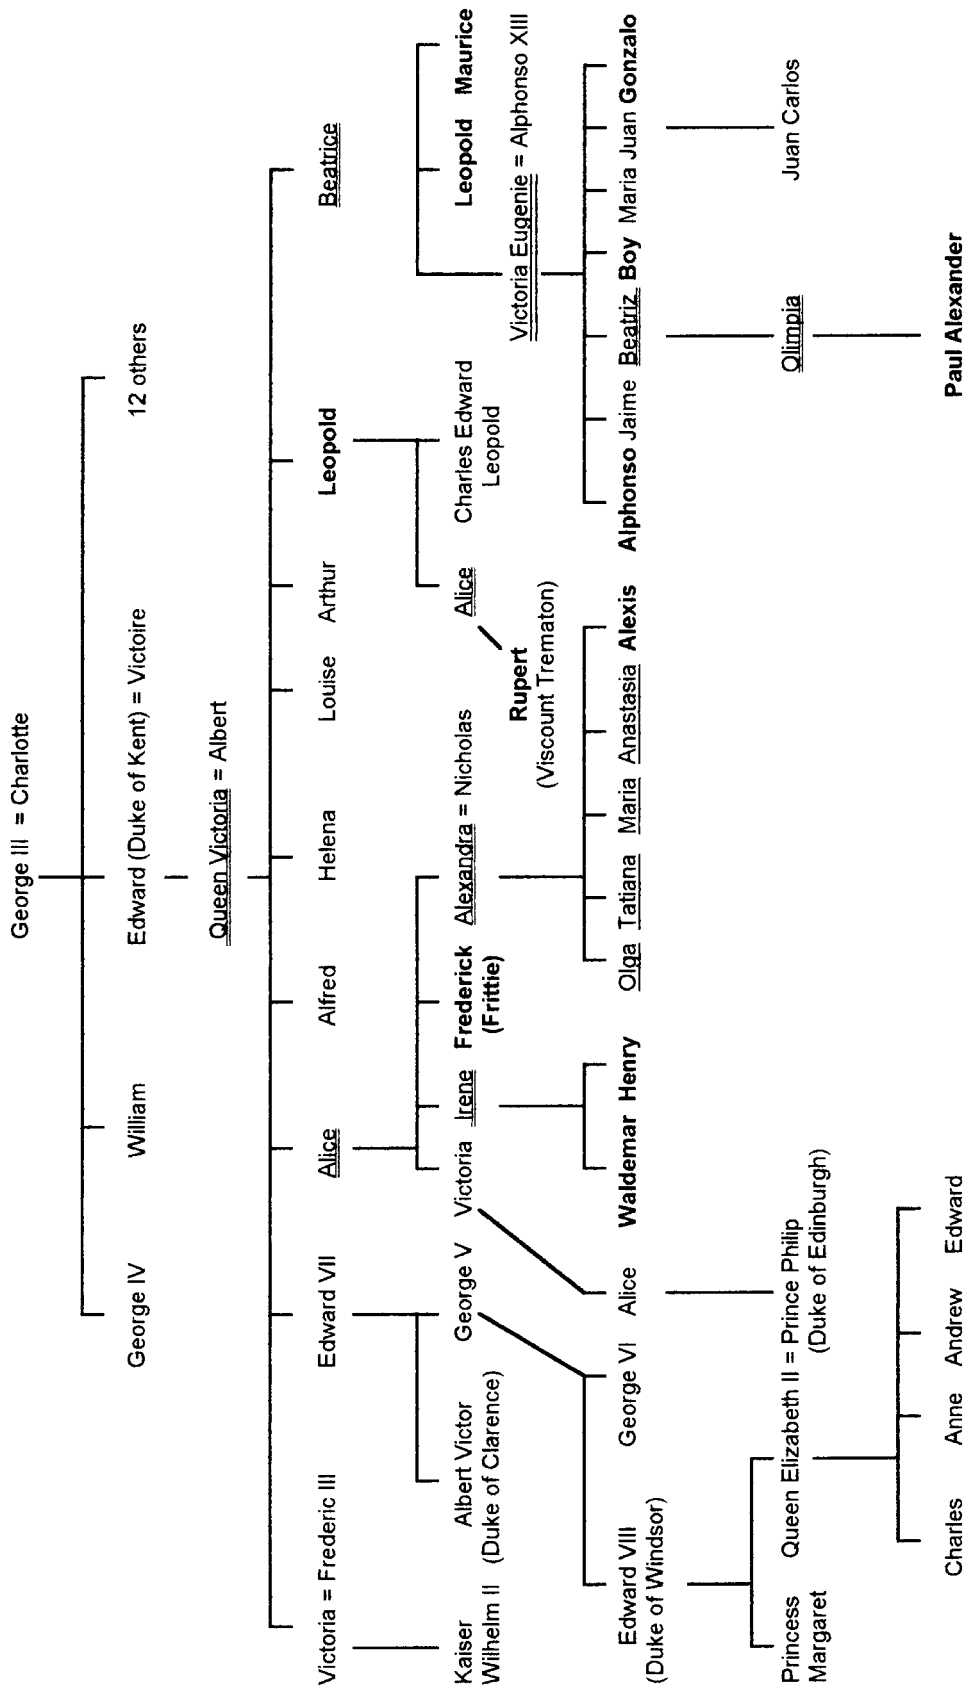 George III = Charlotte
George IV William Edward (Duke of Kent) = Victoire 12 others
Queen Victoria = Albert
Victoria = Frederic III Edward VII Alice Alfred Helena Louise Arthur Leopold Beatrice
Kaiser Wilhelm II
Albert Victor
(Duke of Clarence)
George V Victoria Irene Frederick
(Frittie)
Alexandra = Nicholas
Alice
Charles Edward
Leopold
Leopold Maurice
Rupert
(Viscount Trematon)
Victoria Eugenie = Alphonso XIII
Edward VIII
(Duke of Windsor)
George VI Alice Waldemar Henry Olga Tatiana Maria Anastasia Alexis Alphonso Jaime Beatriz Boy Maria Juan Gonzalo
Princess
Margaret
Queen Elizabeth II = Prince Philip
(Duke of Edinburgh)
Olimpia Juan Carlos
Charles Anne Andrew Edward Paul Alexander